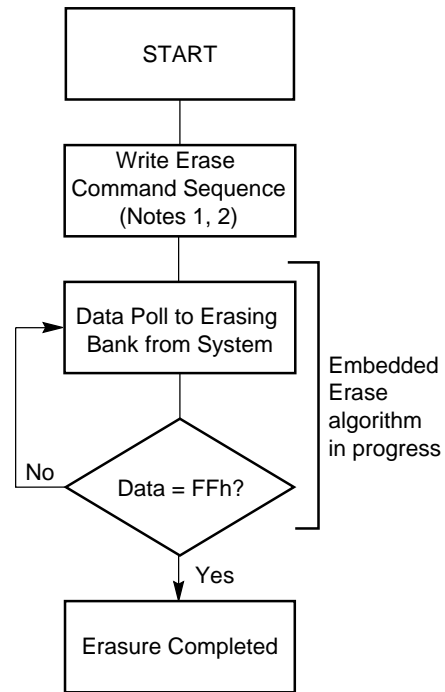 START
Write Erase
Command Sequence
(Notes 1, 2)
Data Poll to Erasing
Bank from System
Embedded
Erase
algorithm
in progress
No
Data = FFh?
Yes
Erasure Completed